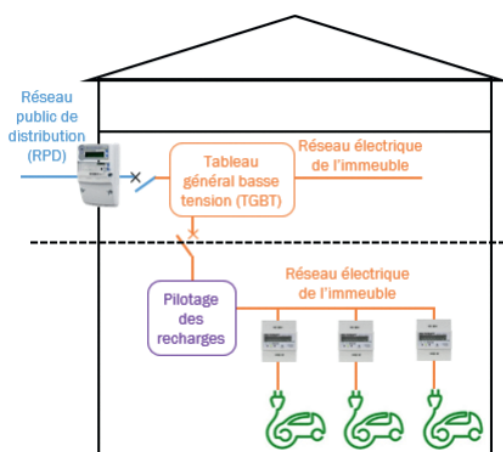 Réseau
public de
distribution
(RPD)
Réseau électrique
de l'immeuble
Tableau
général basse
tension (TGBT)
Réseau électrique
de l'immeuble
Pilotage
des
recharges